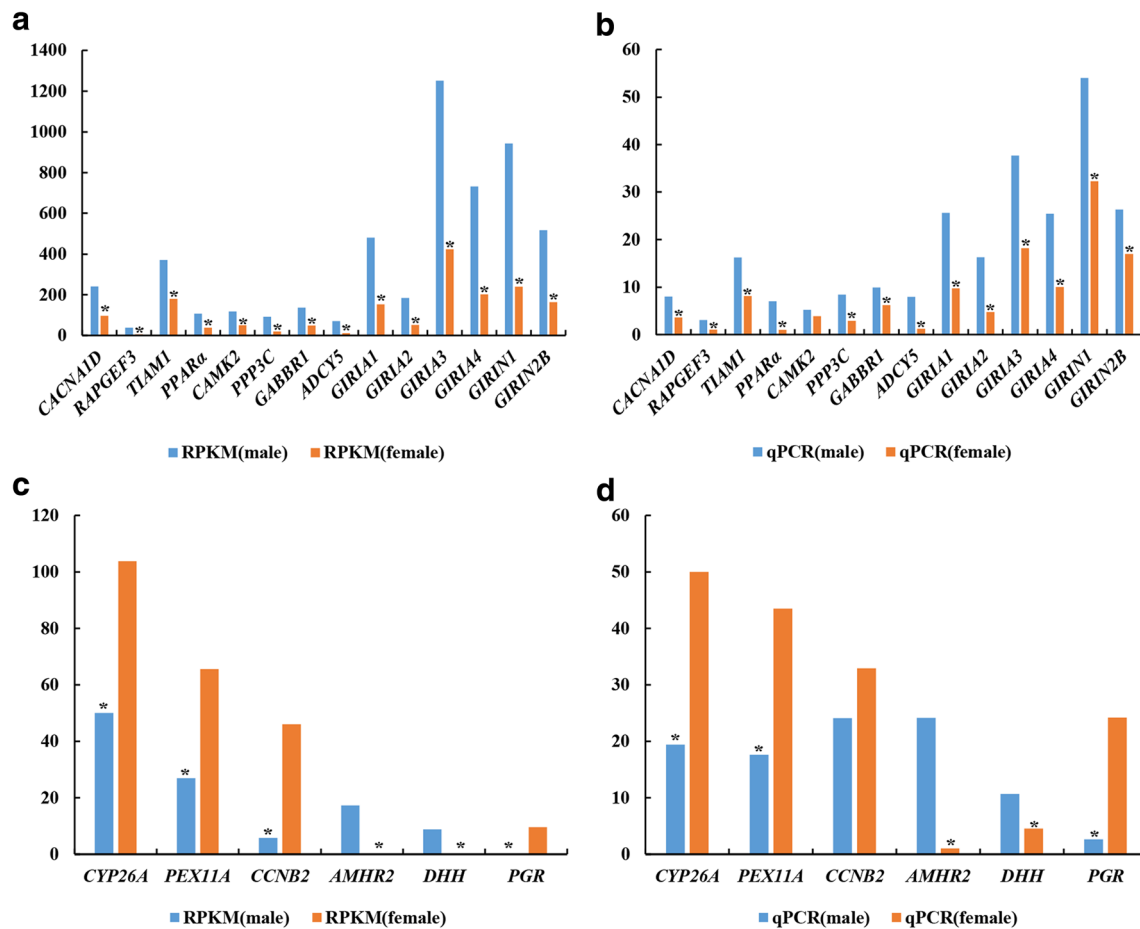 a
1400
1200
1000
800
600
400
200
0
* * * * * * * * * * * * * *
CACNA1D RAPGEF3 TIAM1 PPARα CAMK2 PPP3C GABBR1 ADCY5 GIRIA1 GIRIA2 GIRIA3 GIRIA4 GIRIN1 GIRIN2B
RPKM(male) RPKM(female)
b
60
50
40
30
20
10
0
* * * * * * * * * * * * *
CACNA1D RAPGEF3 TIAM1 PPARα CAMK2 PPP3C GABBR1 ADCY5 GIRIA1 GIRIA2 GIRIA3 GIRIA4 GIRIN1 GIRIN2B
qPCR(male) qPCR(female)
c
120
100
80
60
40
20
0
* * * * * *
CYP26A PEX11A CCNB2 AMHR2 DHH PGR
RPKM(male) RPKM(female)
d
60
50
40
30
20
10
0
* * * * *
CYP26A PEX11A CCNB2 AMHR2 DHH PGR
qPCR(male) qPCR(female)